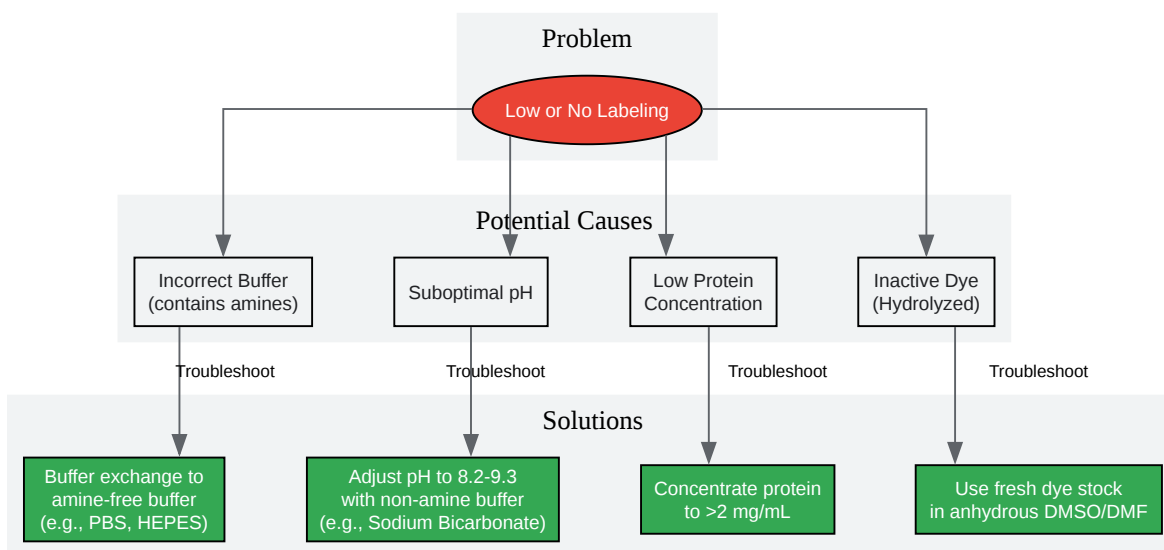 Problem
Low or No Labeling
Potential Causes
Incorrect Buffer
(contains amines)
Suboptimal pH
Low Protein
Concentration
Inactive Dye
(Hydrolyzed)
Troubleshoot
Troubleshoot
Troubleshoot
Troubleshoot
Solutions
Buffer exchange to
amine-free buffer
(e.g., PBS, HEPES)
Adjust pH to 8.2-9.3
with non-amine buffer
(e.g., Sodium Bicarbonate)
Concentrate protein
to >2 mg/mL
Use fresh dye stock
in anhydrous DMSO/DMF